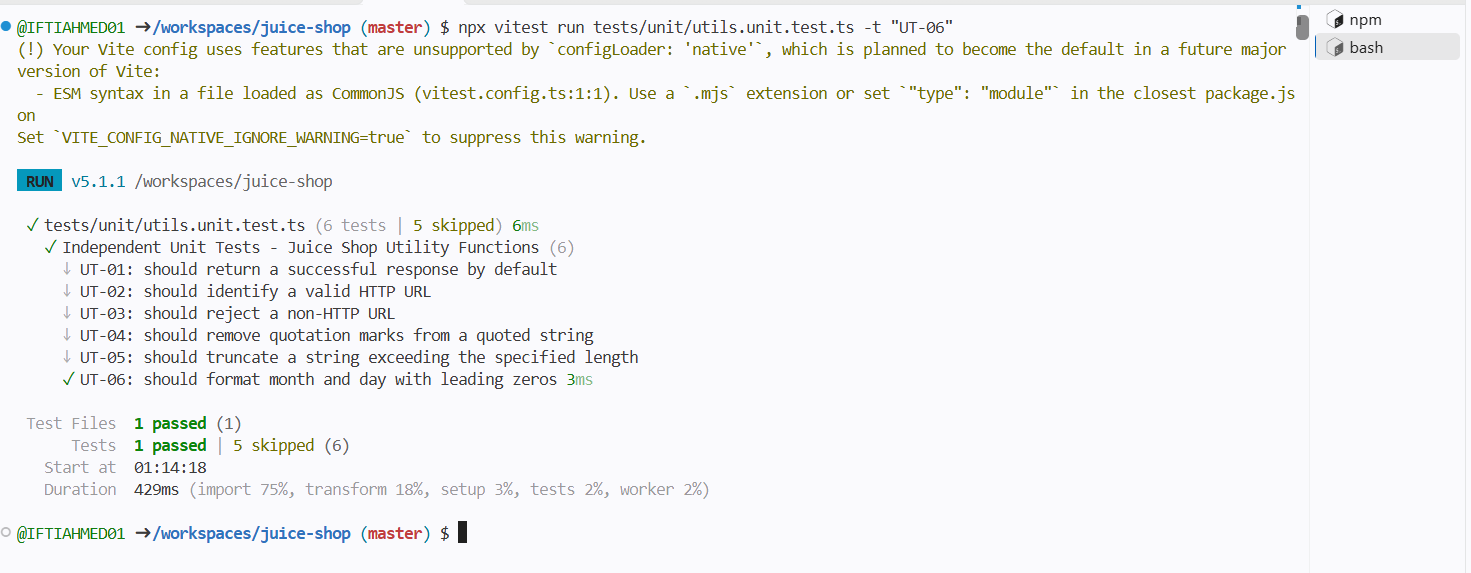 @IFTIAHMED01 ➜/workspaces/juice-shop (master) $ npx vitest run tests/unit/utils.unit.test.ts -t "UT-06"
(!) Your Vite config uses features that are unsupported by `configLoader: 'native'`, which is planned to become the default in a future major
version of Vite:
  - ESM syntax in a file loaded as CommonJS (vitest.config.ts:1:1). Use a `.mjs` extension or set `"type": "module"` in the closest package.js
on
Set `VITE_CONFIG_NATIVE_IGNORE_WARNING=true` to suppress this warning.
RUN v5.1.1 /workspaces/juice-shop
✓ tests/unit/utils.unit.test.ts (6 tests | 5 skipped) 6ms
✓ Independent Unit Tests - Juice Shop Utility Functions (6)
↓ UT-01: should return a successful response by default
↓ UT-02: should identify a valid HTTP URL
↓ UT-03: should reject a non-HTTP URL
↓ UT-04: should remove quotation marks from a quoted string
↓ UT-05: should truncate a string exceeding the specified length
✓ UT-06: should format month and day with leading zeros 3ms
Test Files 1 passed (1)
Tests 1 passed | 5 skipped (6)
Start at 01:14:18
Duration 429ms (import 75%, transform 18%, setup 3%, tests 2%, worker 2%)
@IFTIAHMED01 ➜/workspaces/juice-shop (master) $
npm
bash